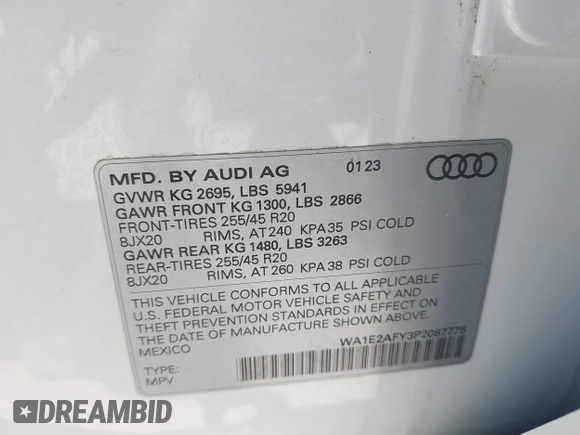 MFD. BY AUDI AG 01 23
GVWR KG 2695, LBS 5941
GAWR FRONT KG 1300, LBS 2866
FRONT-TIRES 255/45 R20
8JX20 RIMS, AT 240 KPA 35 PSI COLD
GAWR REAR KG 1480, LBS 3263
REAR-TIRES 255/45 R20
8JX20 RIMS, AT 260 KPA 38 PSI COLD
THIS VEHICLE CONFORMS TO ALL APPLICABLE
U.S. FEDERAL MOTOR VEHICLE SAFETY AND
THEFT PREVENTION STANDARDS IN EFFECT ON
THE DATE OF MANUFACTURE SHOWN ABOVE
MEXICO WA1E2AFY3P2087775
TYPE:
MPV
DREAMBID